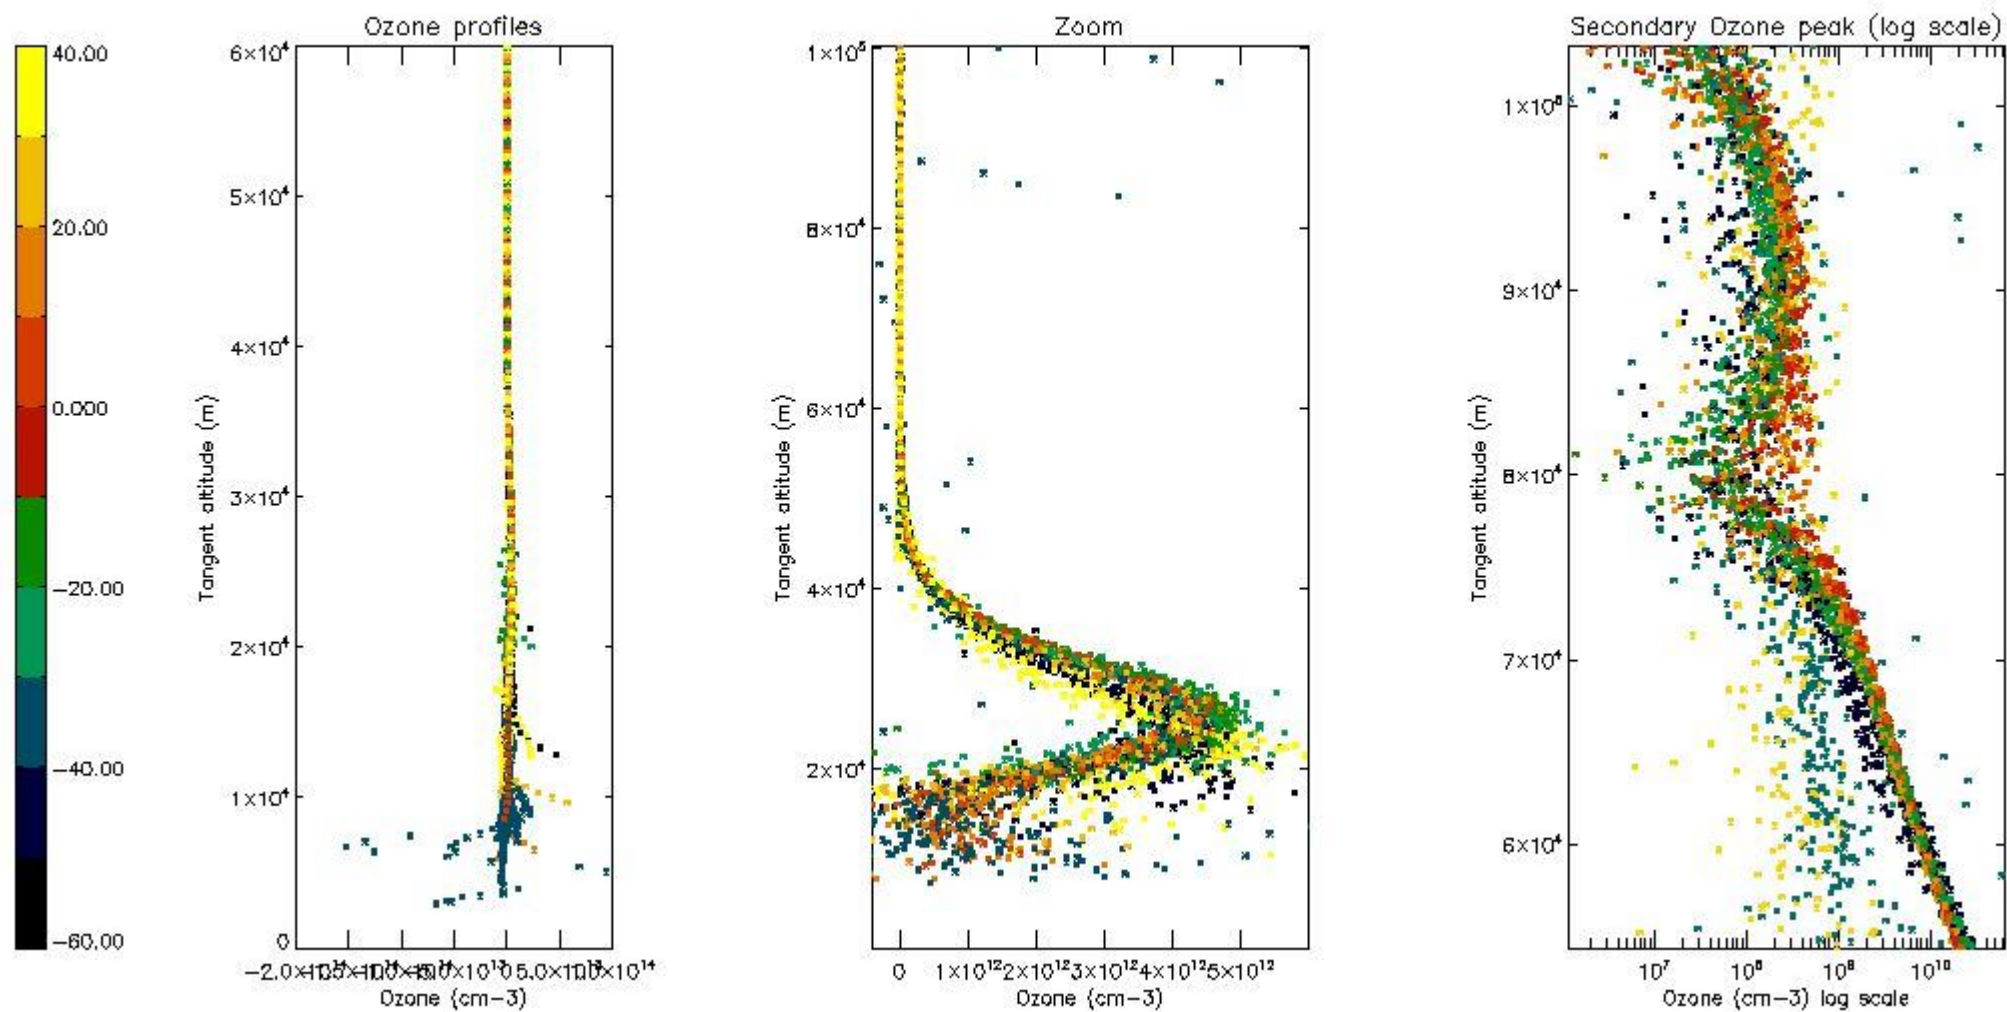 Ozone profiles
Zoom
Secondary Ozone peak (log scale)
40.00
20.00
0.000
−20.00
−40.00
−60.00
6×10⁴
5×10⁴
4×10⁴
3×10⁴
2×10⁴
1×10⁴
0
Tangent altitude (m)
Ozone (cm−3)
1×10⁵
8×10⁴
6×10⁴
4×10⁴
2×10⁴
Tangent altitude (m)
0 1×10¹² 2×10¹² 3×10¹² 4×10¹² 5×10¹²
Ozone (cm−3)
9×10⁴
8×10⁴
7×10⁴
6×10⁴
Tangent altitude (m)
10⁷ 10⁸ 10⁹ 10¹⁰
Ozone (cm−3) log scale